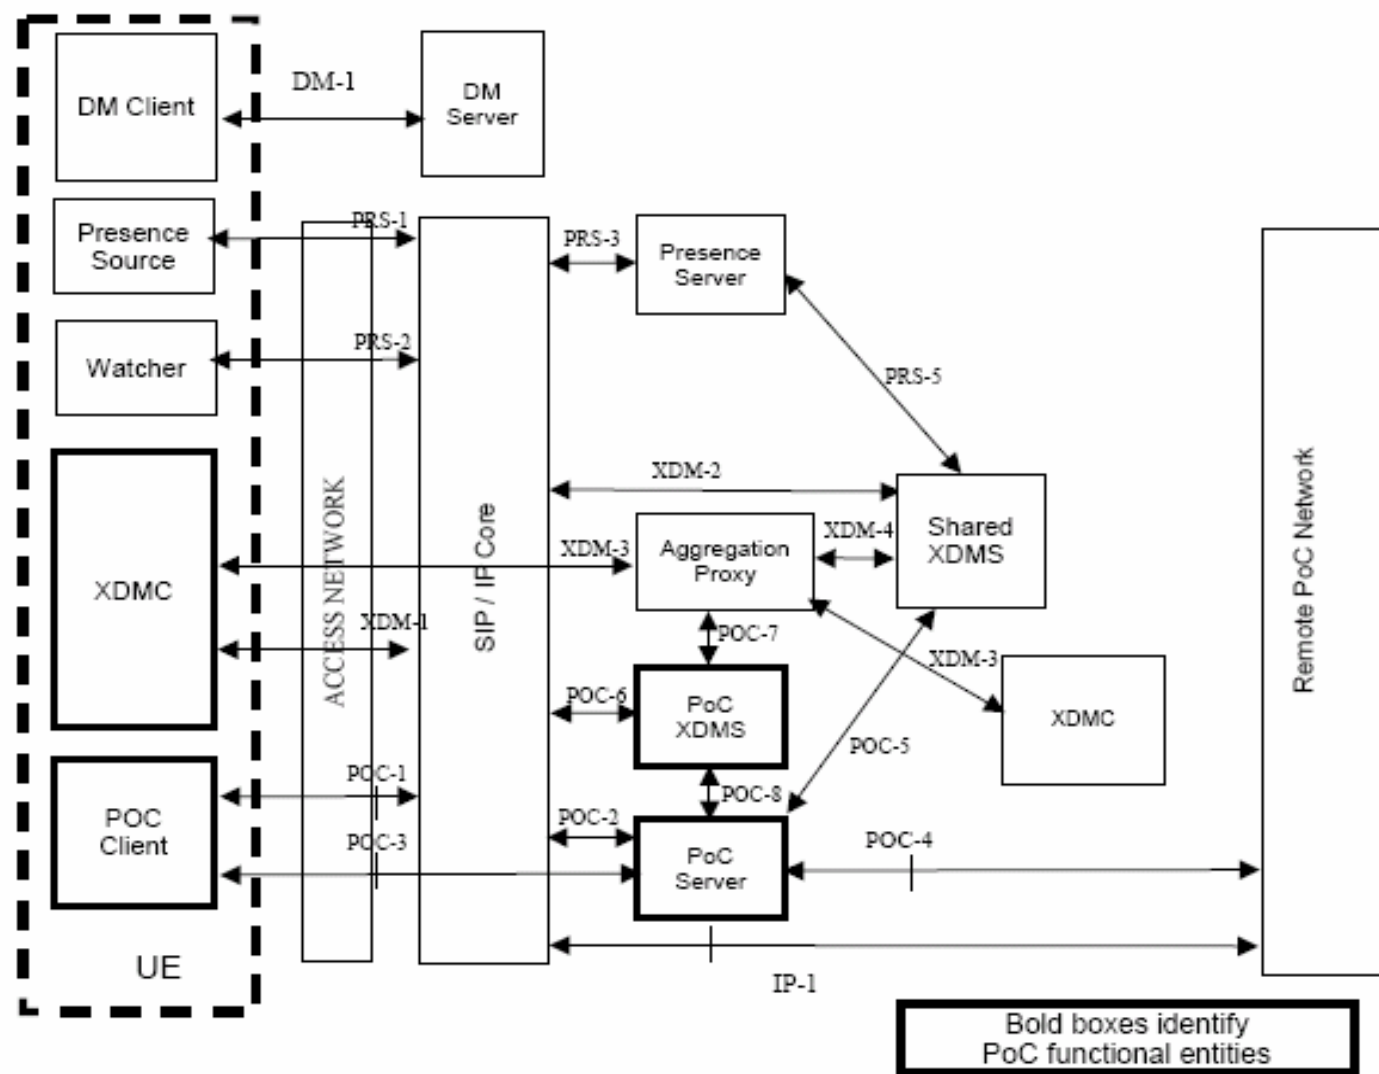 DM Client
DM-1
DM
Server
Presence
Source
PRS-1
PRS-3
Presence
Server
Watcher
PRS-2
PRS-5
XDMC
ACCESS NETWORK
SIP / IP Core
XDM-2
XDM-3
Aggregation
Proxy
XDM-4
Shared
XDMS
XDM-1
POC-7
XDM-3
XDMC
POC-6
PoC
XDMS
POC-5
Remote PoC Network
POC
Client
POC-1
POC-8
POC-2
POC-3
PoC
Server
POC-4
UE
IP-1
Bold boxes identify
PoC functional entities